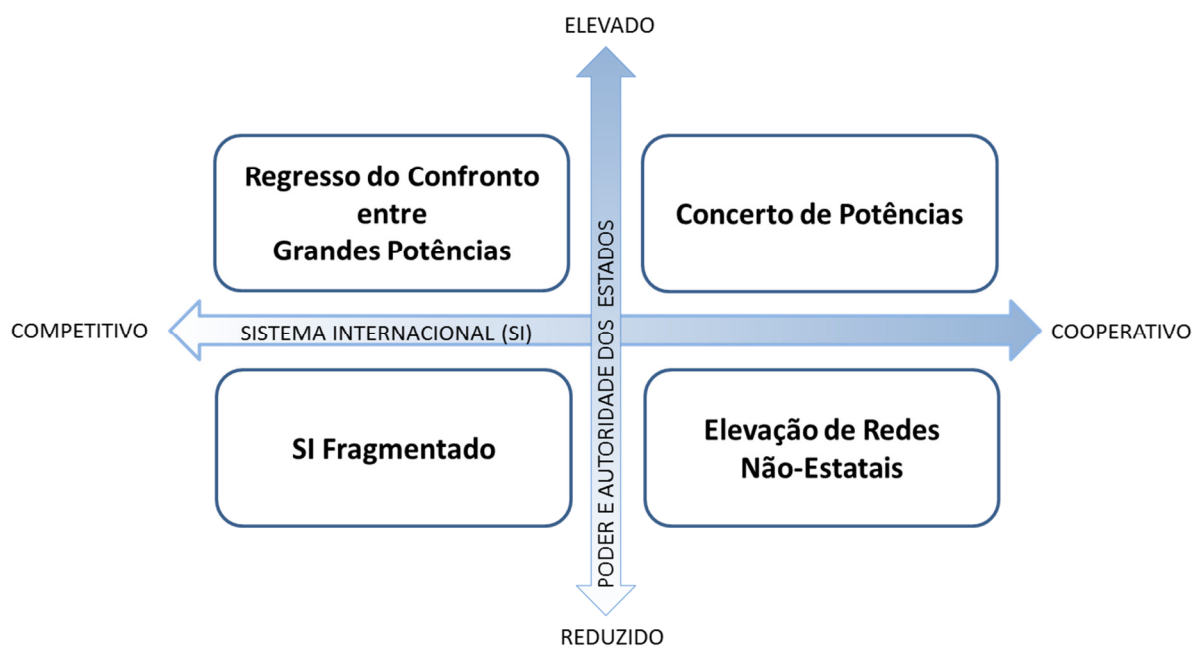 ELEVADO
Regresso do Confronto
entre
Grandes Potências
Concerto de Potências
COMPETITIVO
SISTEMA INTERNACIONAL (SI)
PODER E AUTORIDADE DOS ESTADOS
COOPERATIVO
SI Fragmentado
Elevação de Redes
Não-Estatais
REDUZIDO